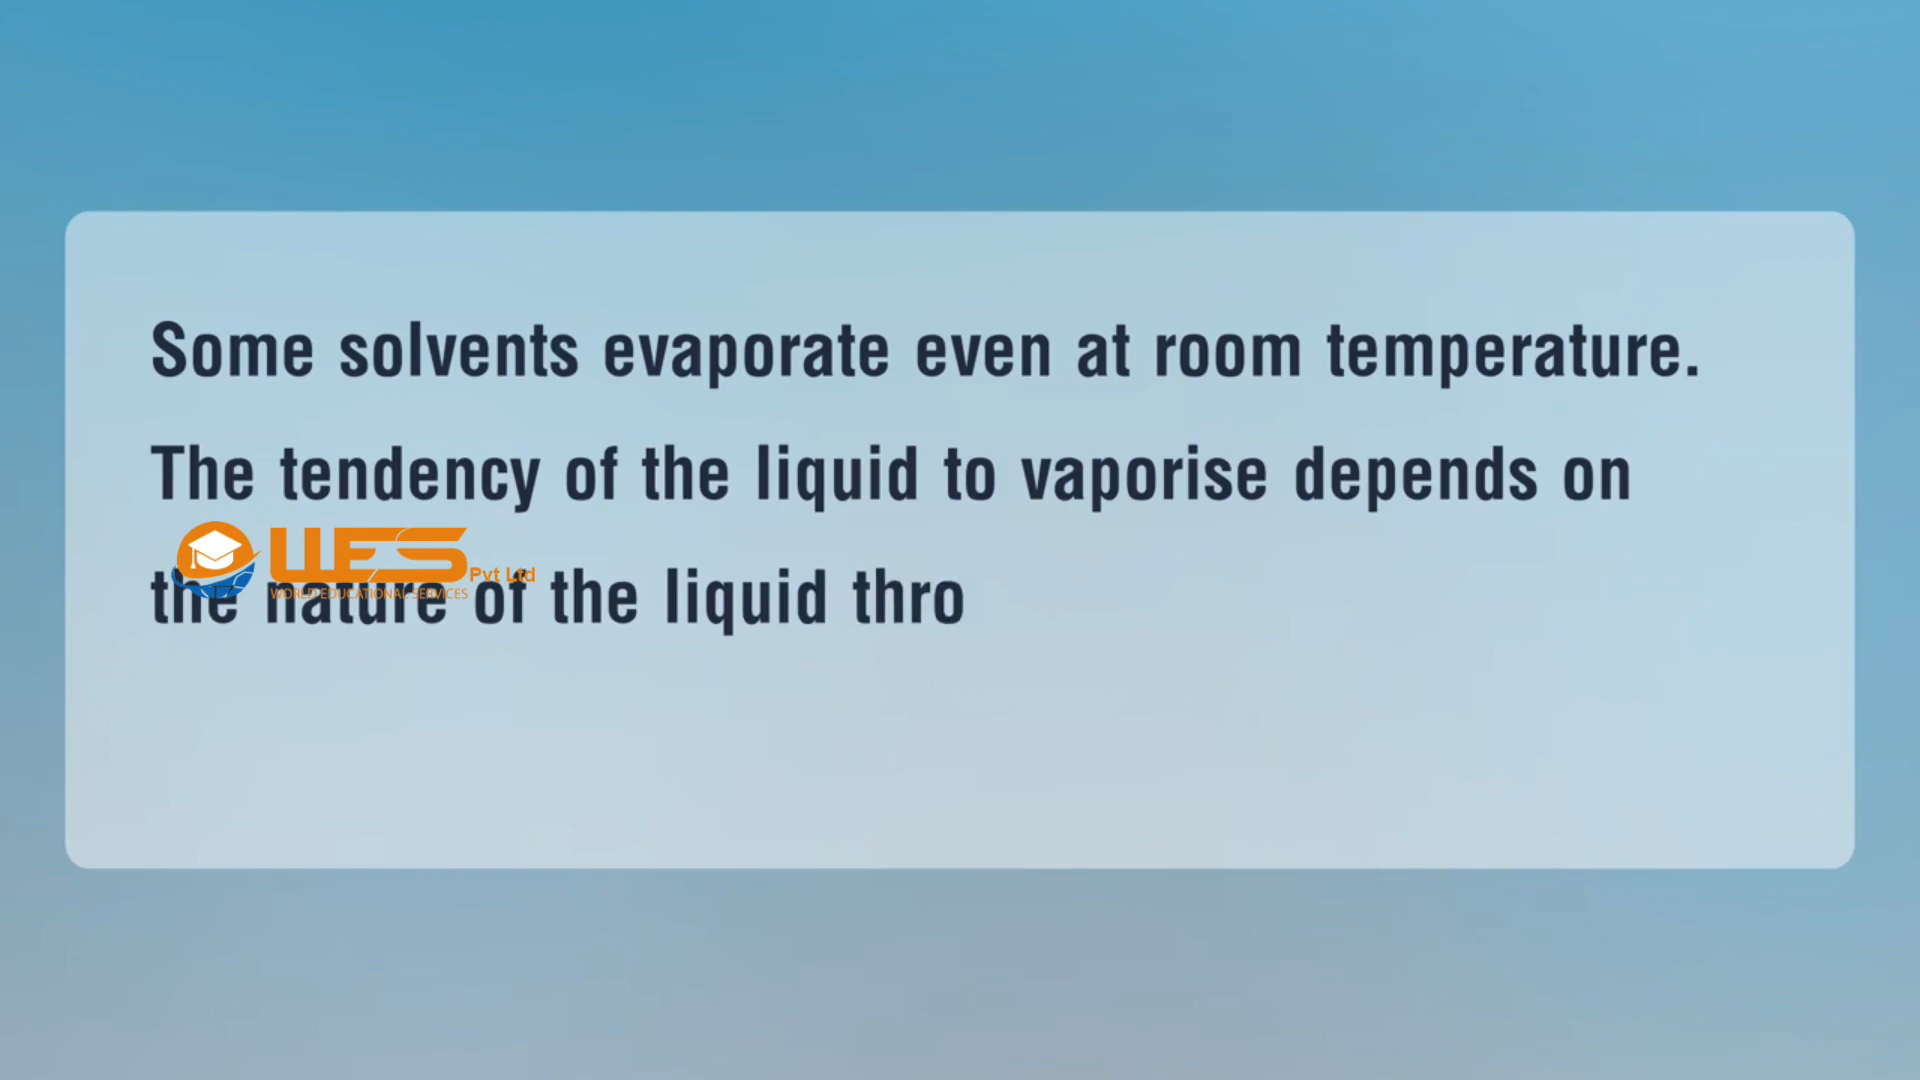 Some solvents evaporate even at room temperature.
The tendency of the liquid to vaporise depends on
WES Pvt Ltd
WORLD EDUCATIONAL SERVICES
the nature of the liquid thro